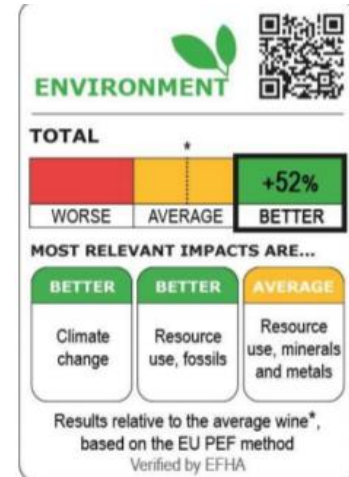 ENVIRONMENT
TOTAL
*
+52%
WORSE AVERAGE BETTER
MOST RELEVANT IMPACTS ARE...
BETTER BETTER AVERAGE
Climate change
Resource use, fossils
Resource use, minerals and metals
Results relative to the average wine*,
based on the EU PEF method
Verified by EFHA